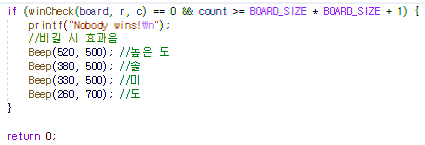 if (winCheck(board, r, c) == 0 && count >= BOARD_SIZE * BOARD_SIZE + 1) {
printf("Nobody wins!\n");
//비길 시 효과음
Beep(520, 500); //높은 도
Beep(380, 500); //솔
Beep(330, 500); //미
Beep(260, 700); //도
}
return 0;